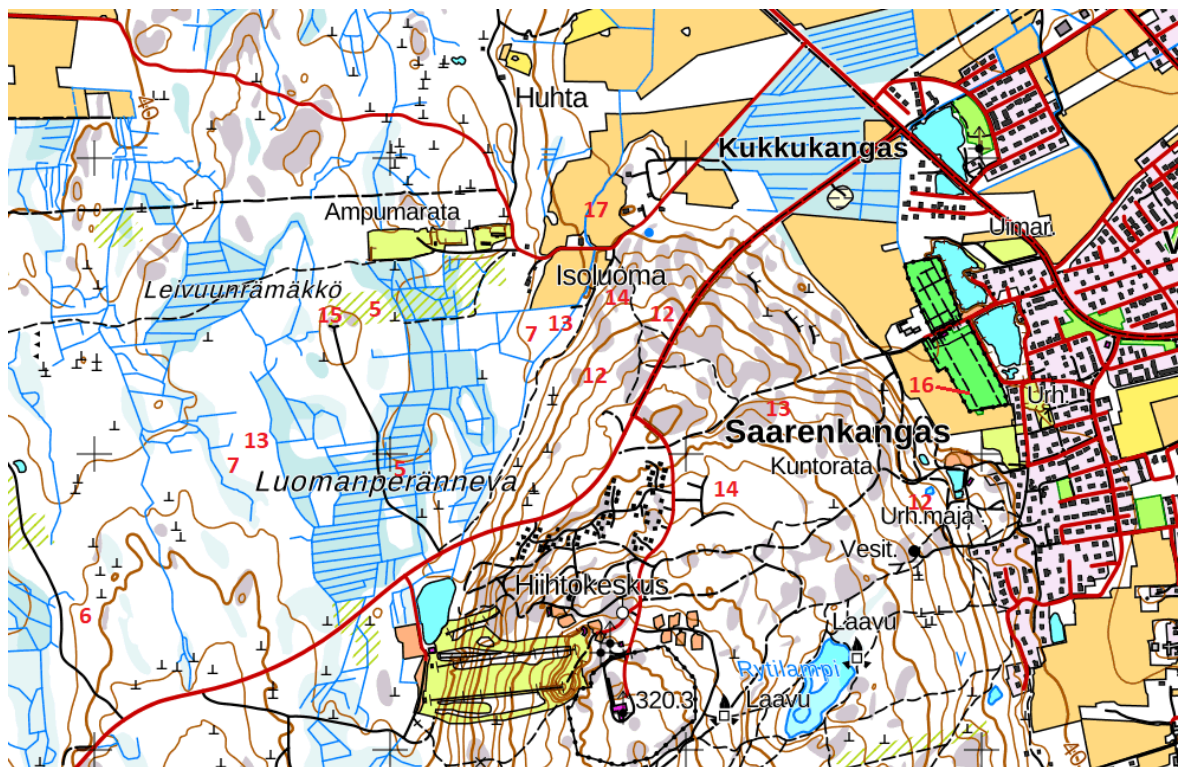 40
Huhta
Kukkukangas
Ampumarata
17
Uimar.
V
Isoluoma
Leivuunrämäkkö
14
15
5
7
13
12
12
16
Urh.
13
Saarenkangas
13
7
5
Luomanperänneva
Kuntorata
14
12
Urh.maja
Vesit.
Hiihtokeskus
6
Laavu
Rytilampi
V
320.3
Laavu
40